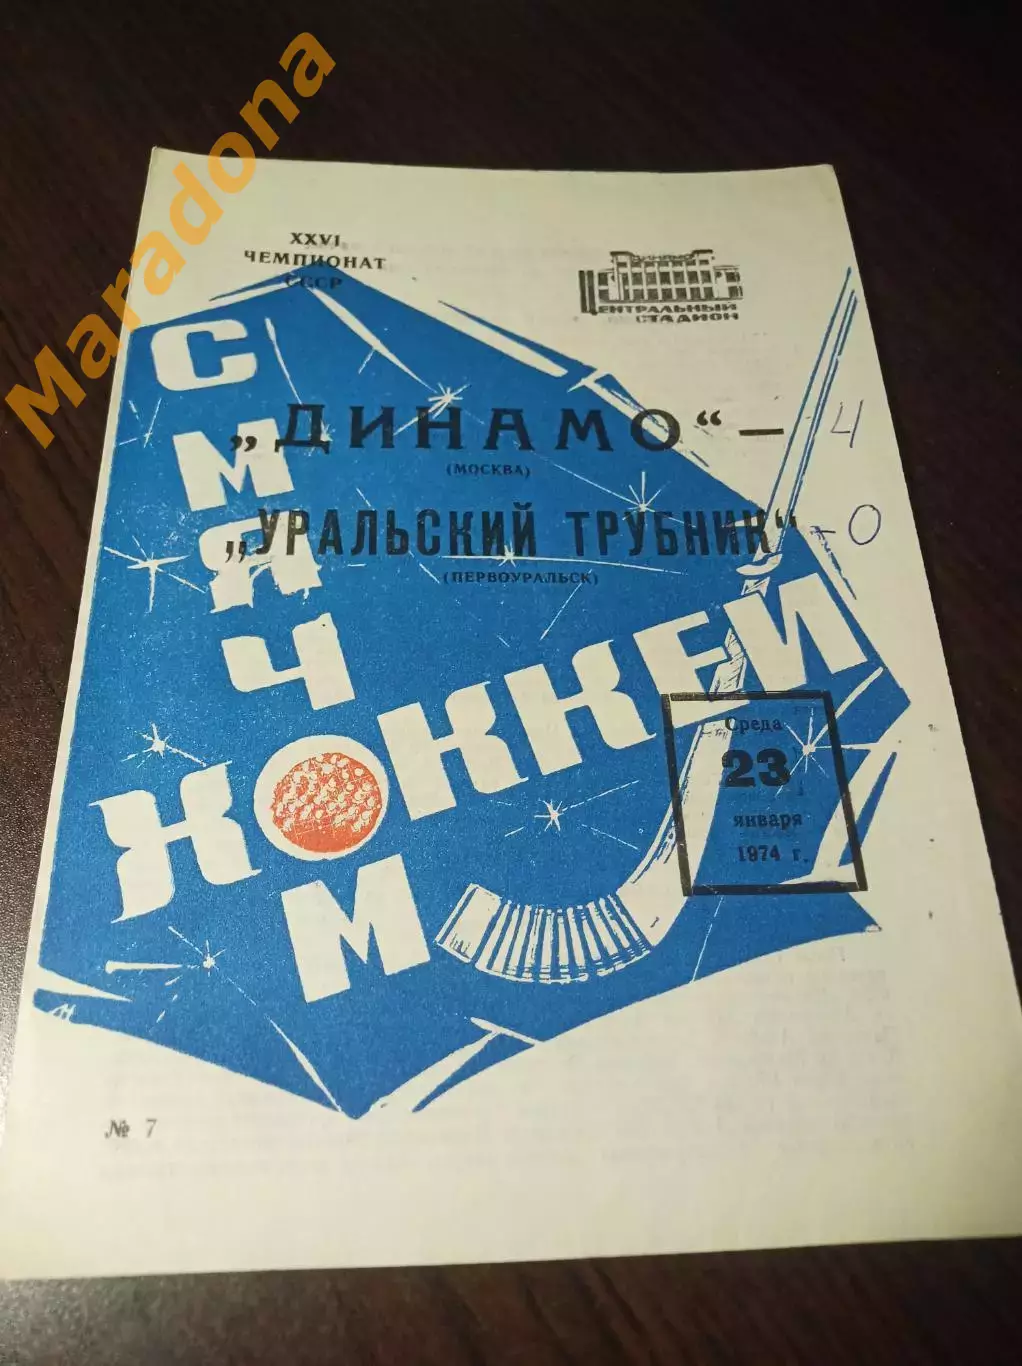 Maradona
XXVI
ЧЕМПИОНАТ
СССР
ЦЕНТРАЛЬНЫЙ
СТАДИОН
„ДИНАМО“ — 4
(МОСКВА)
„УРАЛЬСКИЙ ТРУБНИК“ - 0
(ПЕРВОУРАЛЬСК)
ХОККЕЙ
С МЯЧОМ
Среда
23
января
1974 г.
№ 7